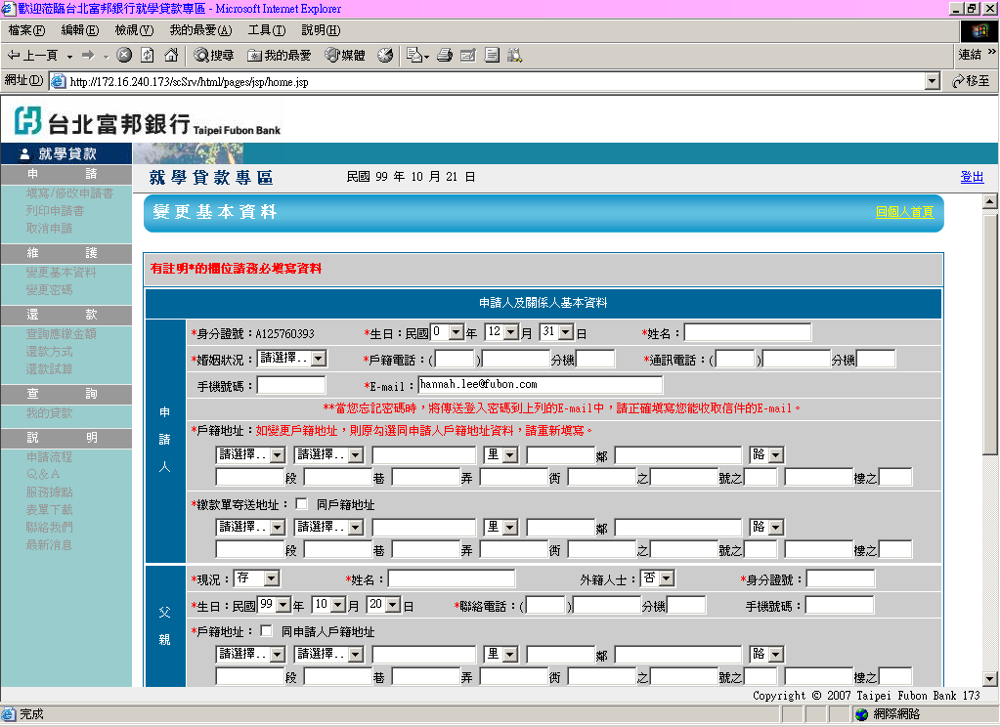 歡迎蒞臨台北富邦銀行就學貸款專區 - Microsoft Internet Explorer
檔案(F) 編輯(E) 檢視(V) 我的最愛(A) 工具(T) 說明(H)
上一頁 搜尋 我的最愛 媒體 連結 »
網址(D) http://172.16.240.173/scSrv/html/pages/jsp/home.jsp 移至
台北富邦銀行 Taipei Fubon Bank
就學貸款
申 請
填寫/修改申請書
列印申請書
取消申請
維 護
變更基本資料
變更密碼
還 款
查詢應繳金額
還款方式
還款試算
查 詢
我的貸款
說 明
申請流程
Q & A
服務據點
表單下載
聯絡我們
最新消息
就學貸款專區 民國 99 年 10 月 21 日 登出
變更基本資料 回個人首頁
有註明*的欄位請務必填寫資料
申請人及關係人基本資料
申請人
*身分證號：A125760393 *生日：民國 0 年 12 月 31 日 *姓名：
*婚姻狀況： 請選擇.. *戶籍電話：( ) 分機 *通訊電話：( ) 分機
手機號碼： *E-mail： hannah.lee@fubon.com
**當您忘記密碼時，將傳送登入密碼到上列的E-mail中，請正確填寫您能收取信件的E-mail。
*戶籍地址：如變更戶籍地址，則原勾選同申請人戶籍地址資料，請重新填寫。
請選擇.. 請選擇.. 里 鄰 路
段 巷 弄 街 之 號之 樓之
*繳款單寄送地址： 同戶籍地址
請選擇.. 請選擇.. 里 鄰 路
段 巷 弄 街 之 號之 樓之
父親
*現況： 存 *姓名： 外籍人士： 否 *身分證號：
*生日：民國 99 年 10 月 20 日 *聯絡電話：( ) 分機 手機號碼：
*戶籍地址： 同申請人戶籍地址
請選擇.. 請選擇.. 里 鄰 路
段 巷 弄 街 之 號之 樓之
Copyright © 2007 Taipei Fubon Bank 173
完成 網際網路